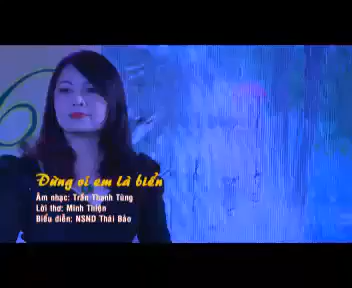 Đừng ví em là biển
Âm nhạc: Trần Thanh Tùng
Lời thơ: Minh Thiện
Biểu diễn: NSND Thái Bảo